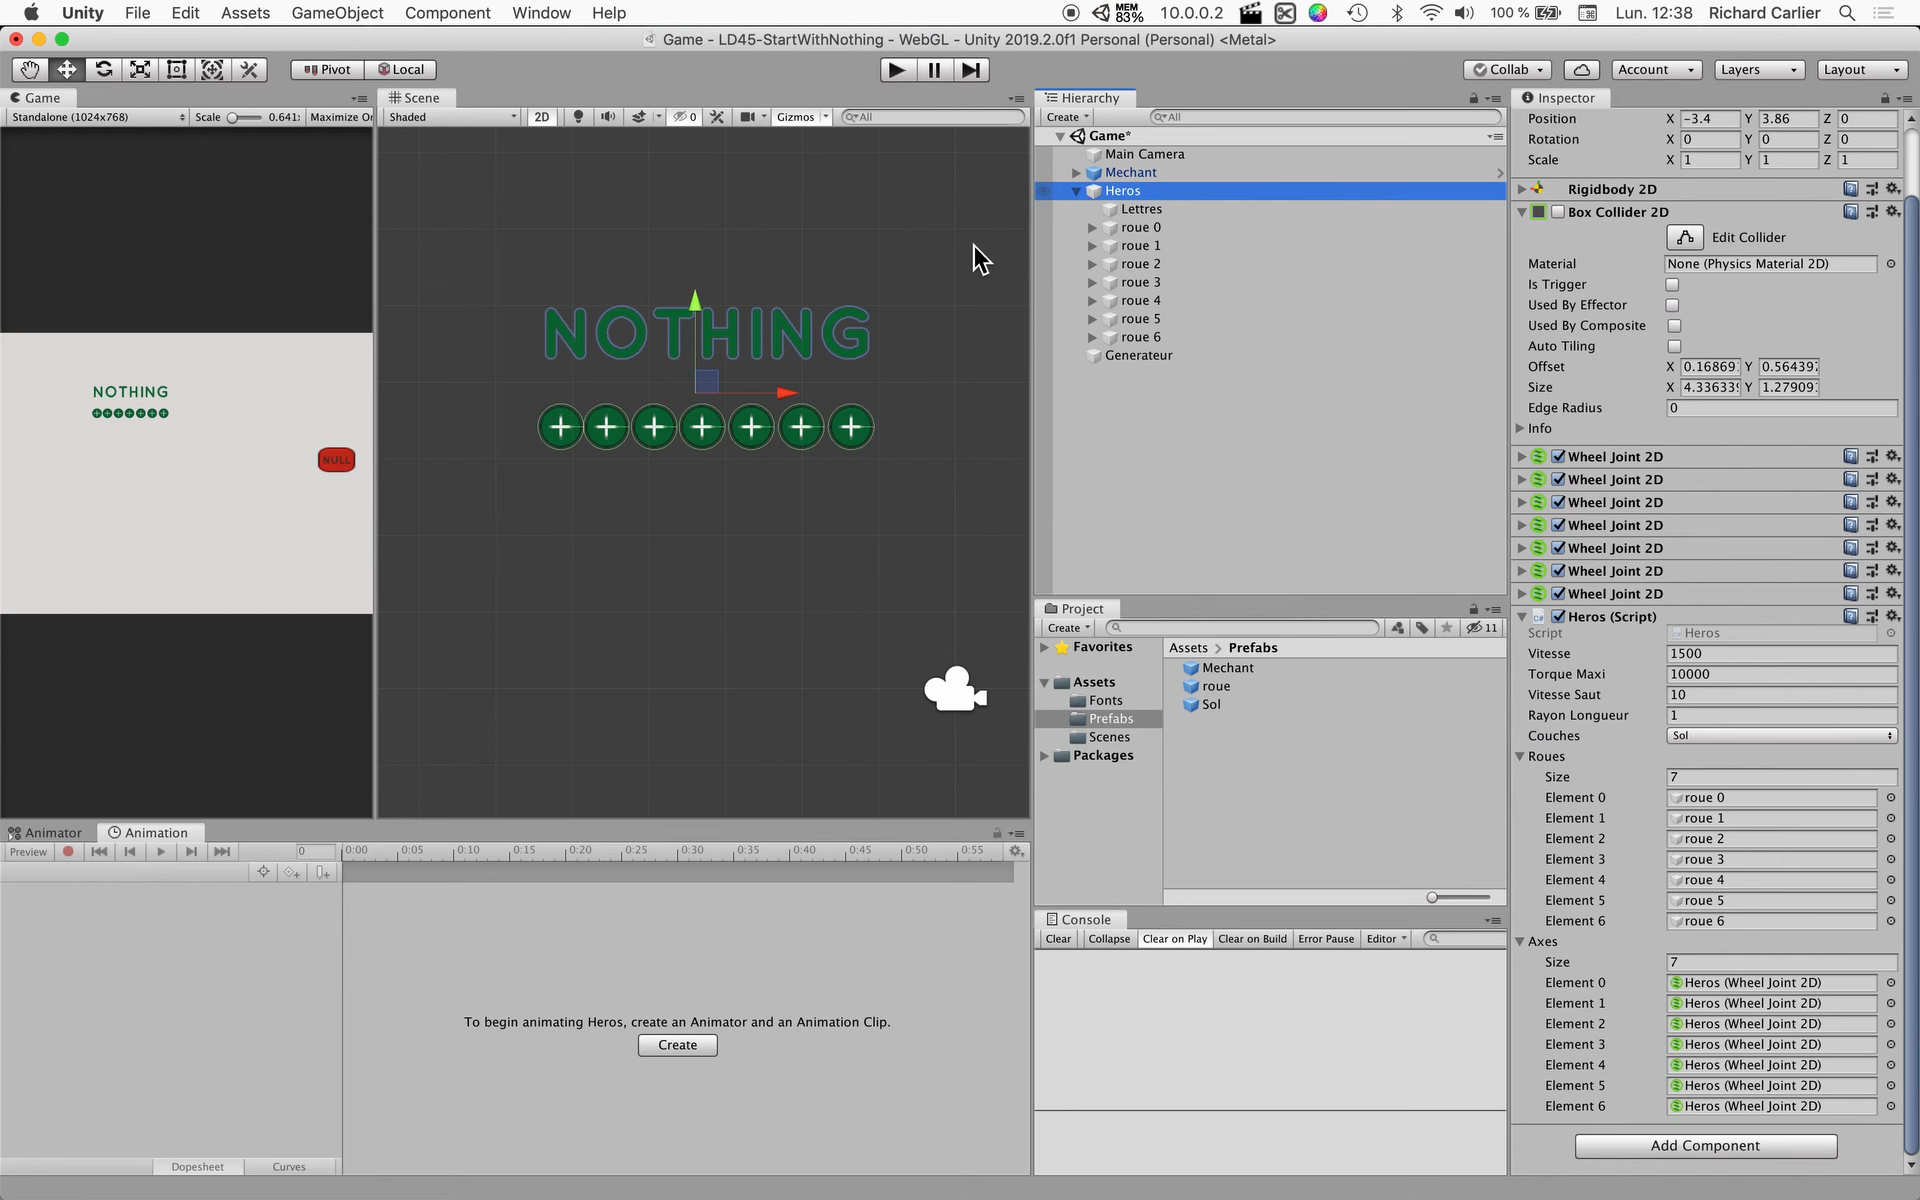 Unity File Edit Assets GameObject Component Window Help MEM 83% 10.0.0.2 100 % Lun. 12:38 Richard Carlier
Game - LD45-StartWithNothing - WebGL - Unity 2019.2.0f1 Personal (Personal) <Metal>
Pivot Local Collab Account Layers Layout
Game
Standalone (1024x768) Scale 0.641: Maximize Or
NOTHING
NULL
Scene
Shaded 2D 0 Gizmos All
NOTHING
Hierarchy
Create All
Game*
Main Camera
Mechant
Heros
Lettres
roue 0
roue 1
roue 2
roue 3
roue 4
roue 5
roue 6
Generateur
Project
Create 11
Favorites
Assets
Fonts
Prefabs
Scenes
Packages
Assets > Prefabs
Mechant
roue
Sol
Console
Clear Collapse Clear on Play Clear on Build Error Pause Editor
Animator Animation
Preview 0 0:00 0:05 0:10 0:15 0:20 0:25 0:30 0:35 0:40 0:45 0:50 0:55
To begin animating Heros, create an Animator and an Animation Clip.
Create
Dopesheet Curves
Inspector
Position X -3.4 Y 3.86 Z 0
Rotation X 0 Y 0 Z 0
Scale X 1 Y 1 Z 1
Rigidbody 2D
Box Collider 2D
Edit Collider
Material None (Physics Material 2D)
Is Trigger
Used By Effector
Used By Composite
Auto Tiling
Offset X 0.16869 Y 0.56439
Size X 4.33633 Y 1.27909
Edge Radius 0
Info
Wheel Joint 2D
Wheel Joint 2D
Wheel Joint 2D
Wheel Joint 2D
Wheel Joint 2D
Wheel Joint 2D
Wheel Joint 2D
Heros (Script)
Script Heros
Vitesse 1500
Torque Maxi 10000
Vitesse Saut 10
Rayon Longueur 1
Couches Sol
Roues
Size 7
Element 0 roue 0
Element 1 roue 1
Element 2 roue 2
Element 3 roue 3
Element 4 roue 4
Element 5 roue 5
Element 6 roue 6
Axes
Size 7
Element 0 Heros (Wheel Joint 2D)
Element 1 Heros (Wheel Joint 2D)
Element 2 Heros (Wheel Joint 2D)
Element 3 Heros (Wheel Joint 2D)
Element 4 Heros (Wheel Joint 2D)
Element 5 Heros (Wheel Joint 2D)
Element 6 Heros (Wheel Joint 2D)
Add Component